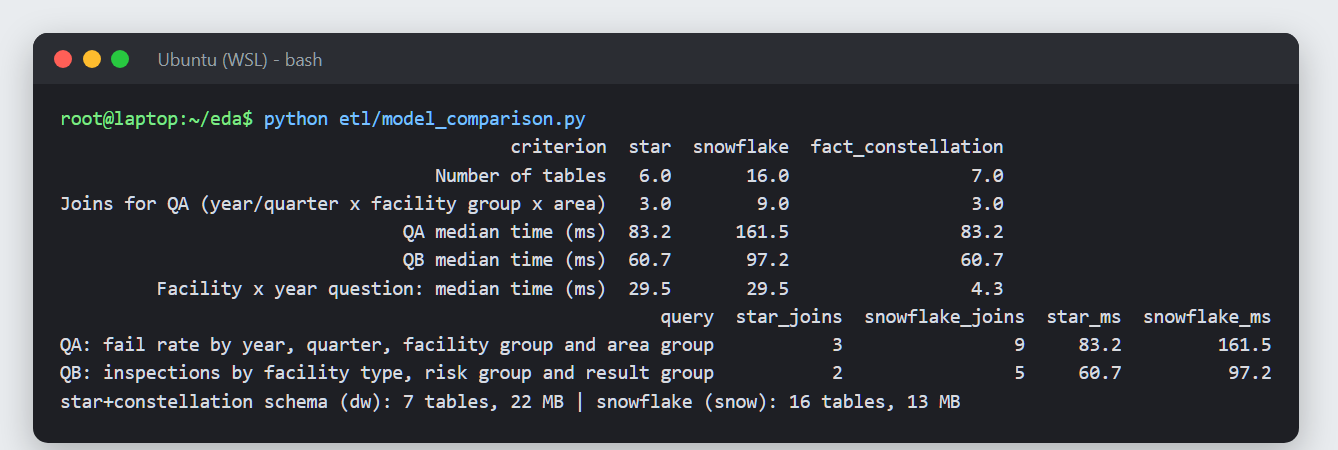 Ubuntu (WSL) - bash
root@laptop:~/eda$ python etl/model_comparison.py
criterion star snowflake fact_constellation
Number of tables 6.0 16.0 7.0
Joins for QA (year/quarter x facility group x area) 3.0 9.0 3.0
QA median time (ms) 83.2 161.5 83.2
QB median time (ms) 60.7 97.2 60.7
Facility x year question: median time (ms) 29.5 29.5 4.3
query star_joins snowflake_joins star_ms snowflake_ms
QA: fail rate by year, quarter, facility group and area group 3 9 83.2 161.5
QB: inspections by facility type, risk group and result group 2 5 60.7 97.2
star+constellation schema (dw): 7 tables, 22 MB | snowflake (snow): 16 tables, 13 MB